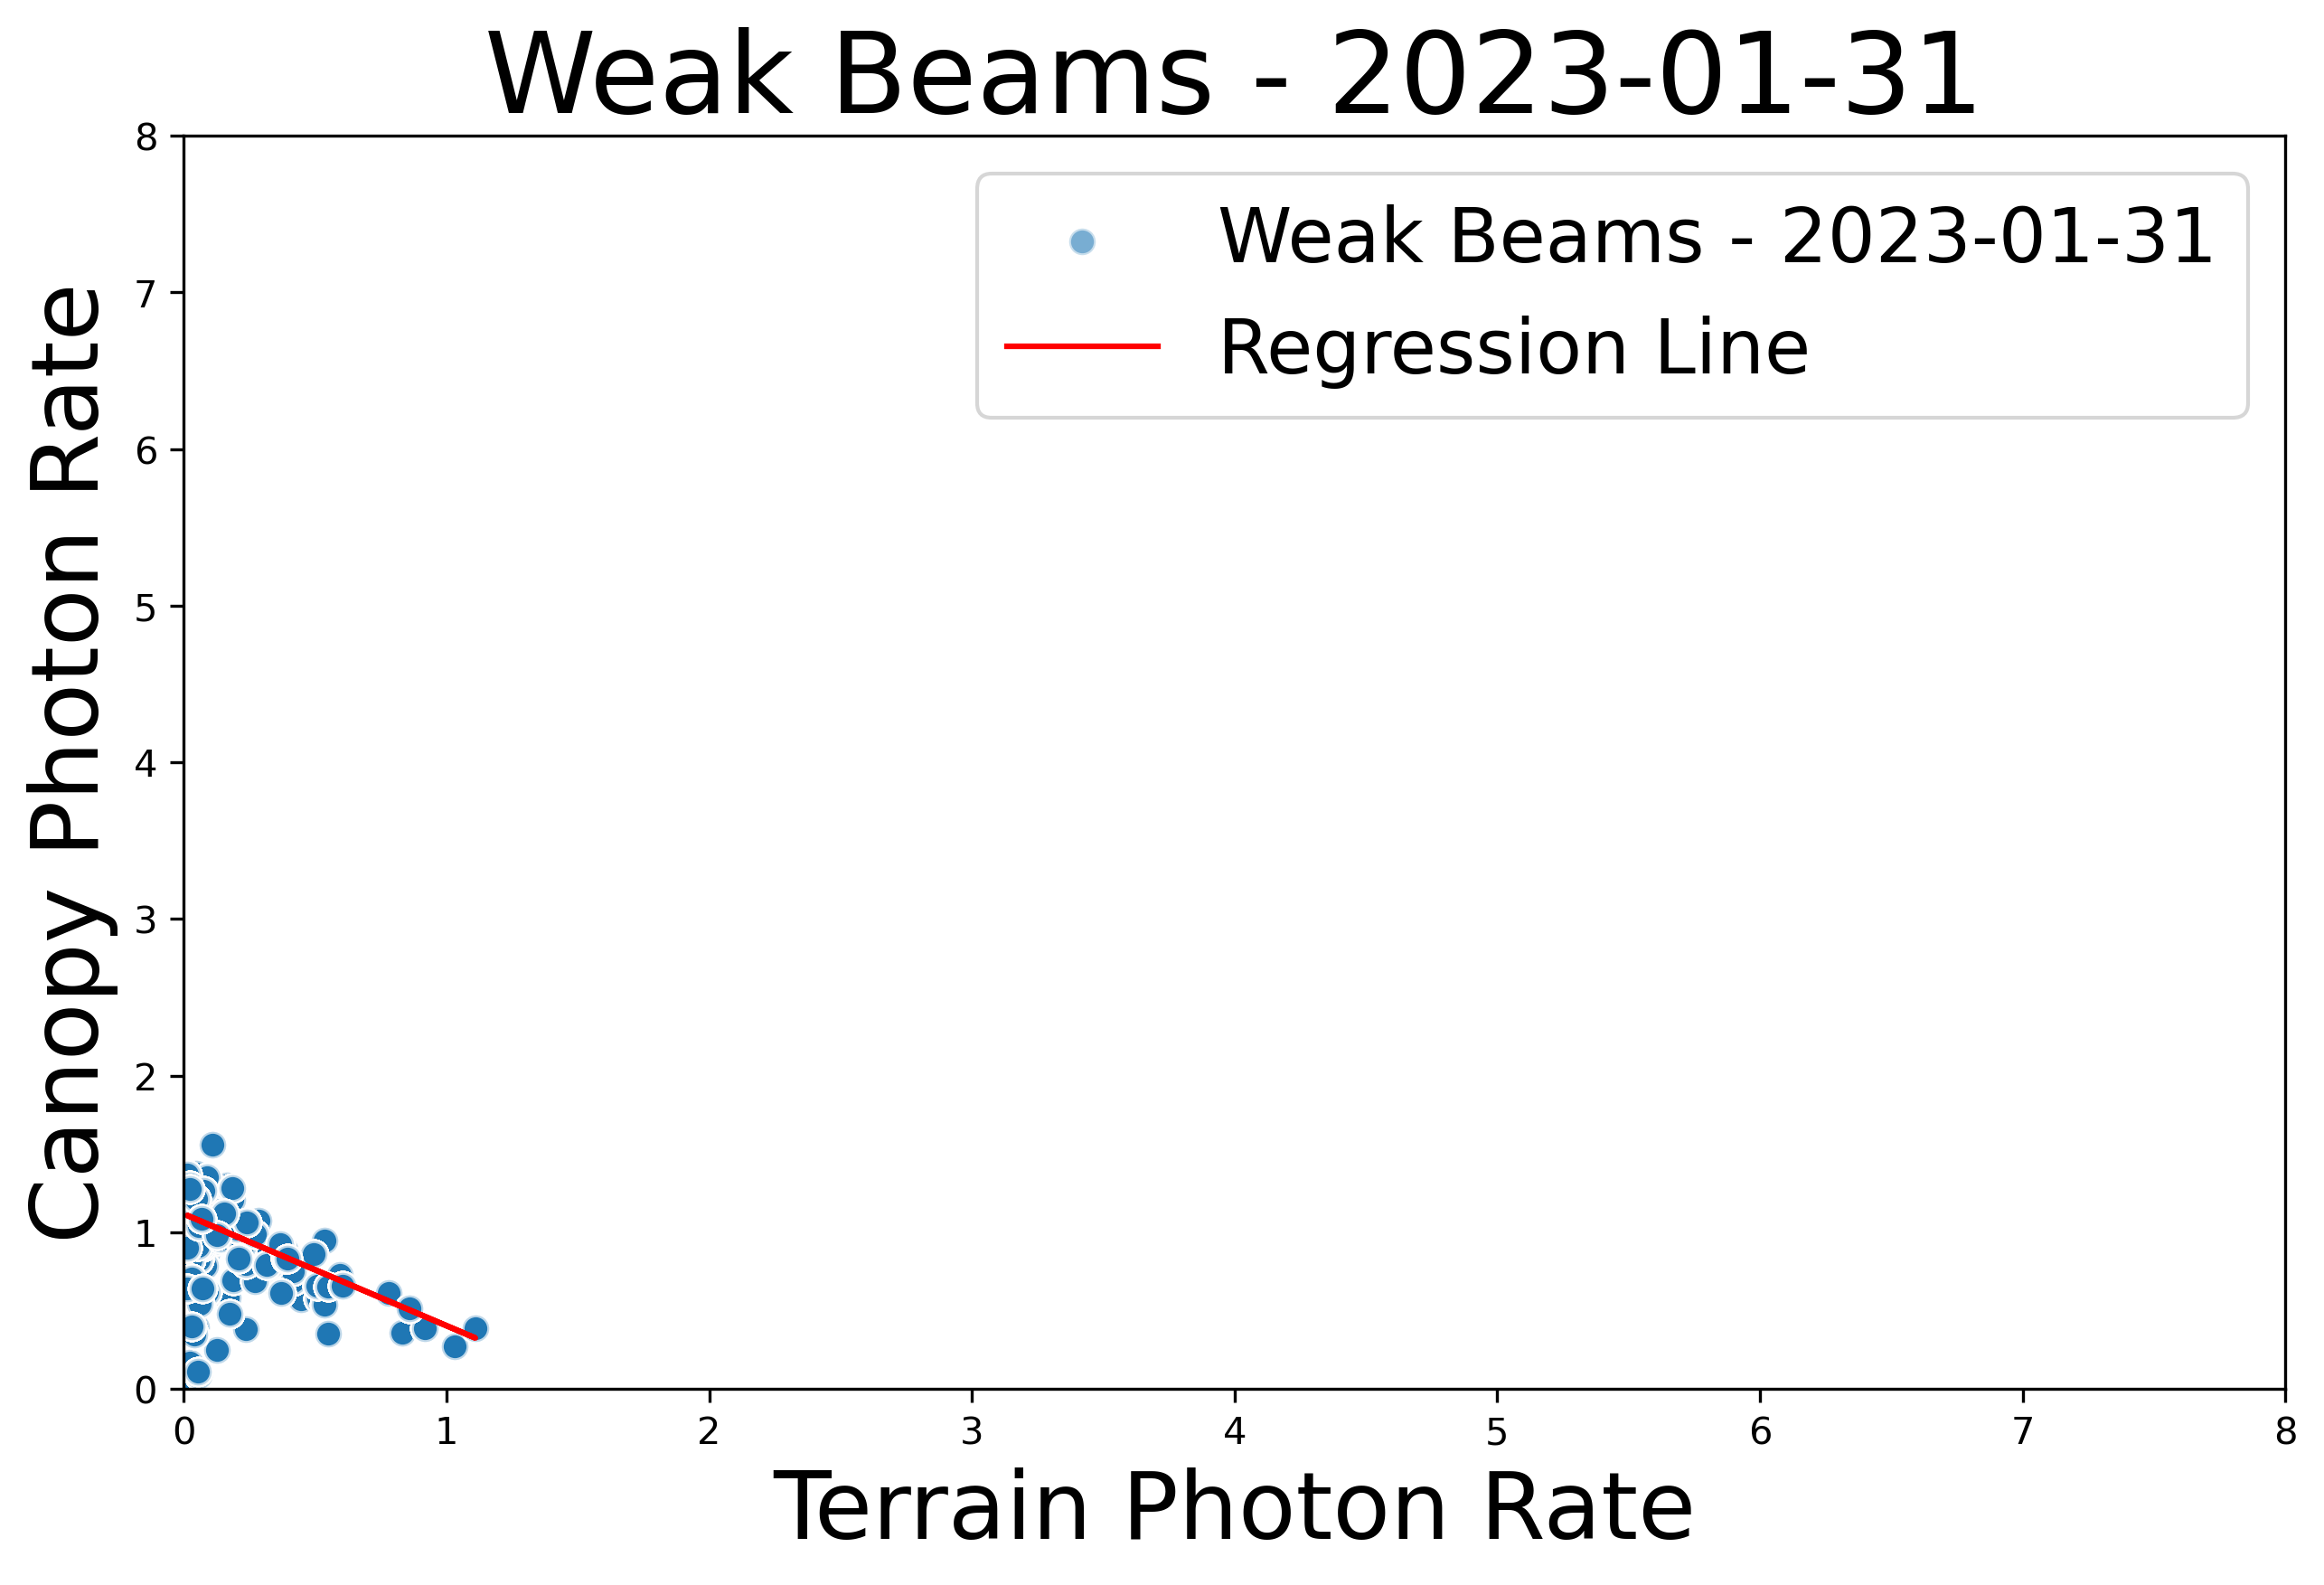 Weak Beams - 2023-01-31
Weak Beams - 2023-01-31
Regression Line
Canopy Photon Rate
8
7
6
5
4
3
2
1
0
0 1 2 3 4 5 6 7 8
Terrain Photon Rate